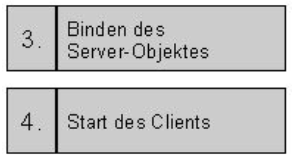 3. Binden des
Server-Objektes
4. Start des Clients